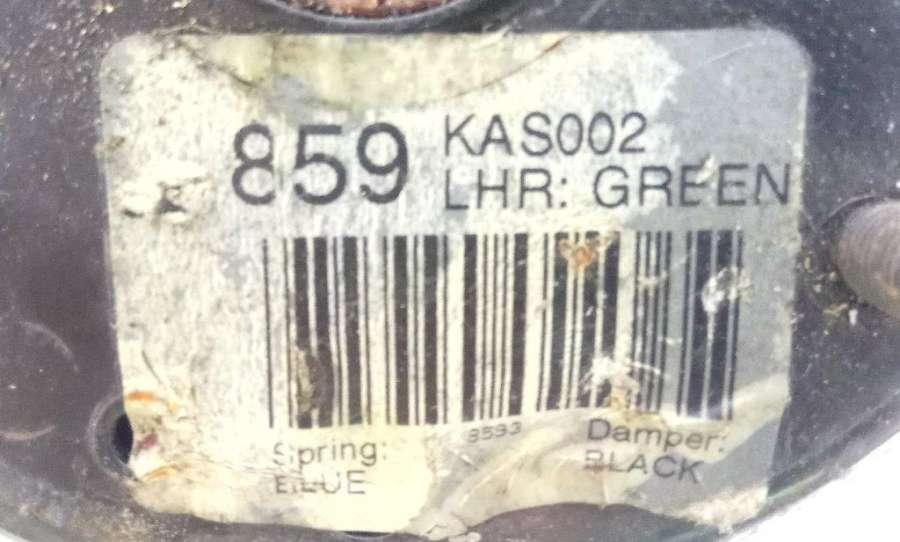 859
KAS002
LHR: GREEN
8593
Spring:
BLUE
Damper:
BLACK